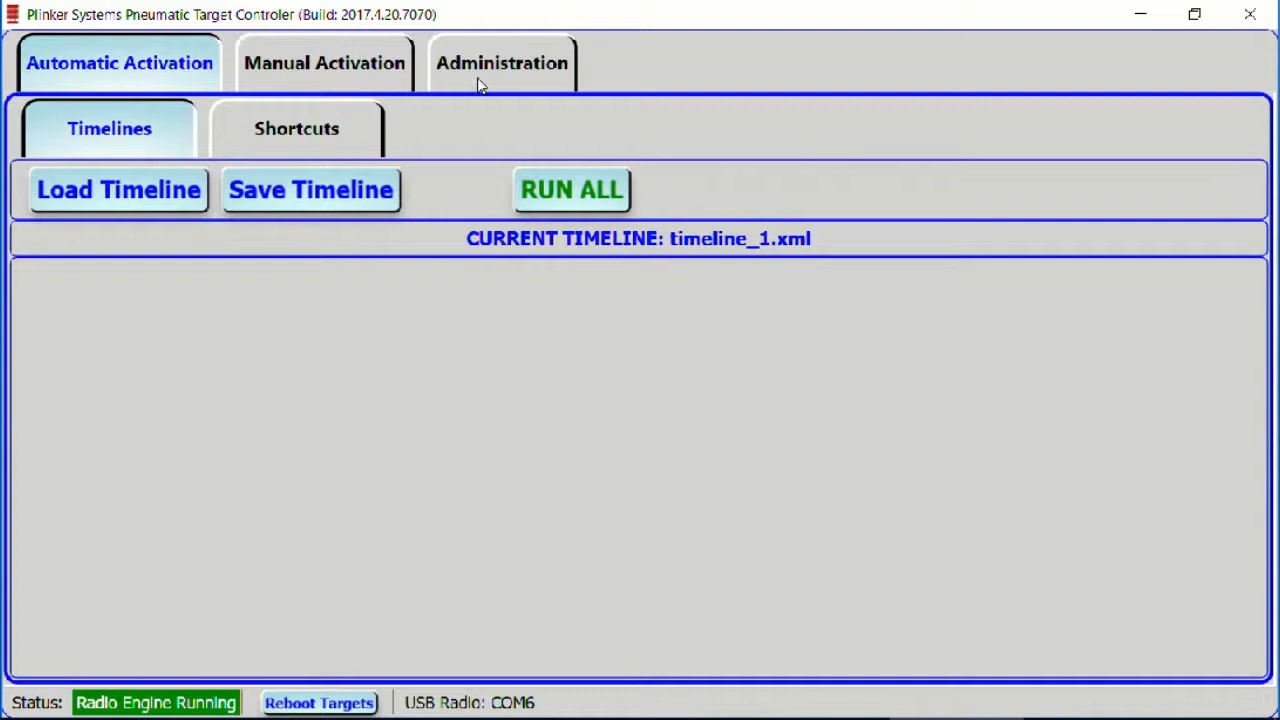 Plinker Systems Pneumatic Target Controler (Build: 2017.4.20.7070)
Automatic Activation Manual Activation Administration
Timelines Shortcuts
Load Timeline Save Timeline RUN ALL
CURRENT TIMELINE: timeline_1.xml
Status: Radio Engine Running Reboot Targets USB Radio: COM6